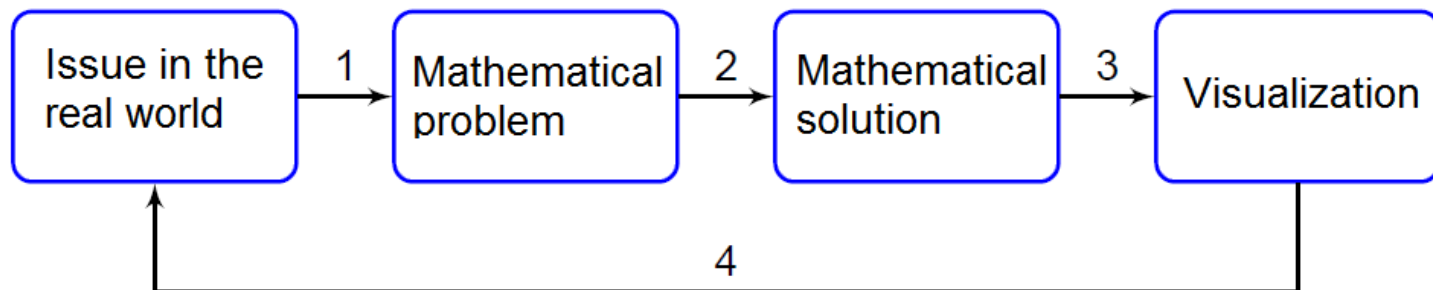 Issue in the
real world
1
Mathematical
problem
2
Mathematical
solution
3
Visualization
4